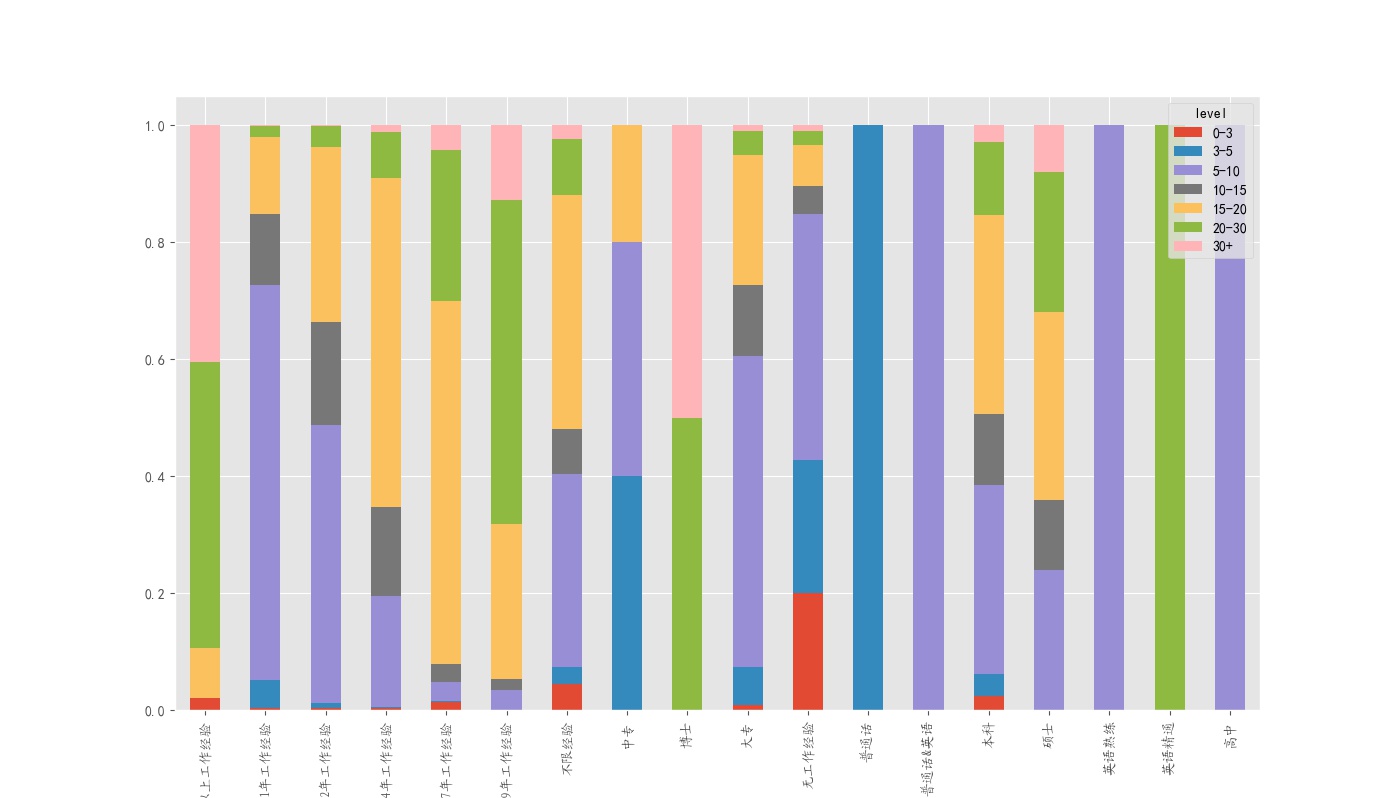 level
0-3
3-5
5-10
10-15
15-20
20-30
30+
1.0
0.8
0.6
0.4
0.2
0.0
上工作经验
1年工作经验
2年工作经验
4年工作经验
7年工作经验
9年工作经验
不限经验
中专
博士
大专
无工作经验
普通话
普通话&英语
本科
硕士
英语熟练
英语精通
高中